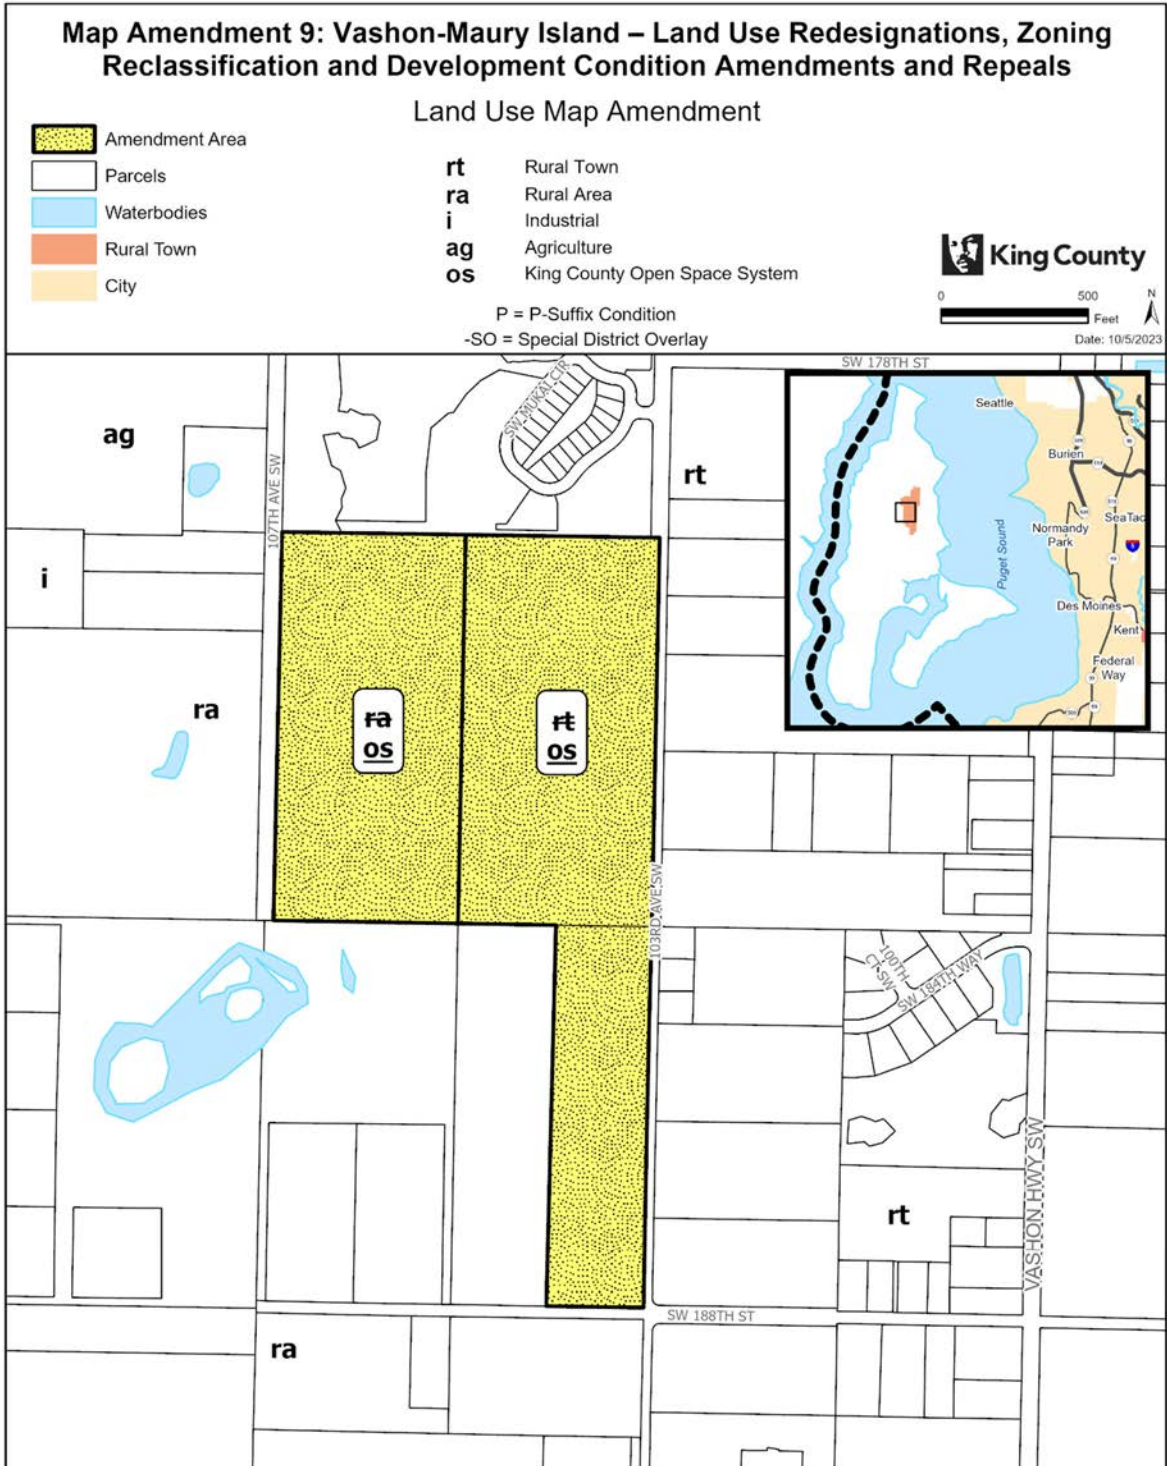 Map Amendment 9: Vashon-Maury Island – Land Use Redesignations, Zoning
Reclassification and Development Condition Amendments and Repeals
Land Use Map Amendment
Amendment Area
Parcels
Waterbodies
Rural Town
City
rt Rural Town
ra Rural Area
i Industrial
ag Agriculture
os King County Open Space System
P = P-Suffix Condition
-SO = Special District Overlay
King County
0 500
Feet
N
Date: 10/5/2023
SW 178TH ST
SW MUKAI CIR
107TH AVE SW
ag
rt
i
ra
ra
os
rt
os
Seattle
Burien
Normandy
Park
SeaTac
Puget Sound
Des Moines
Kent
Federal
Way
103RD AVE SW
100TH
CT SW
SW 184TH WAY
VASHON HWY SW
rt
SW 188TH ST
ra